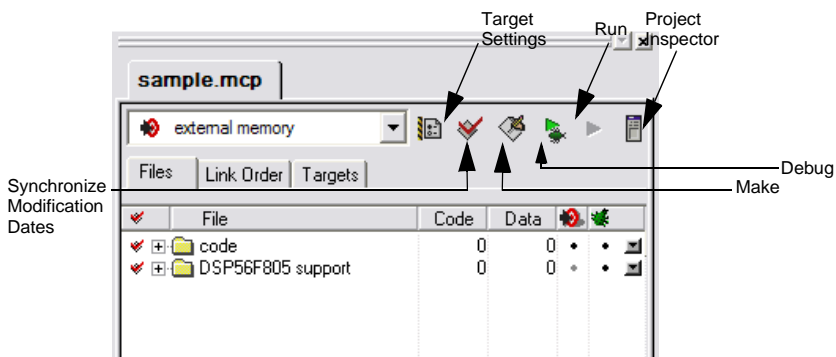 Target
Settings
Run
Project
Inspector
sample.mcp
external memory
Files
Link Order
Targets
Debug
Make
Synchronize
Modification
Dates
File
Code
Data
code
0
0
DSP56F805 support
0
0